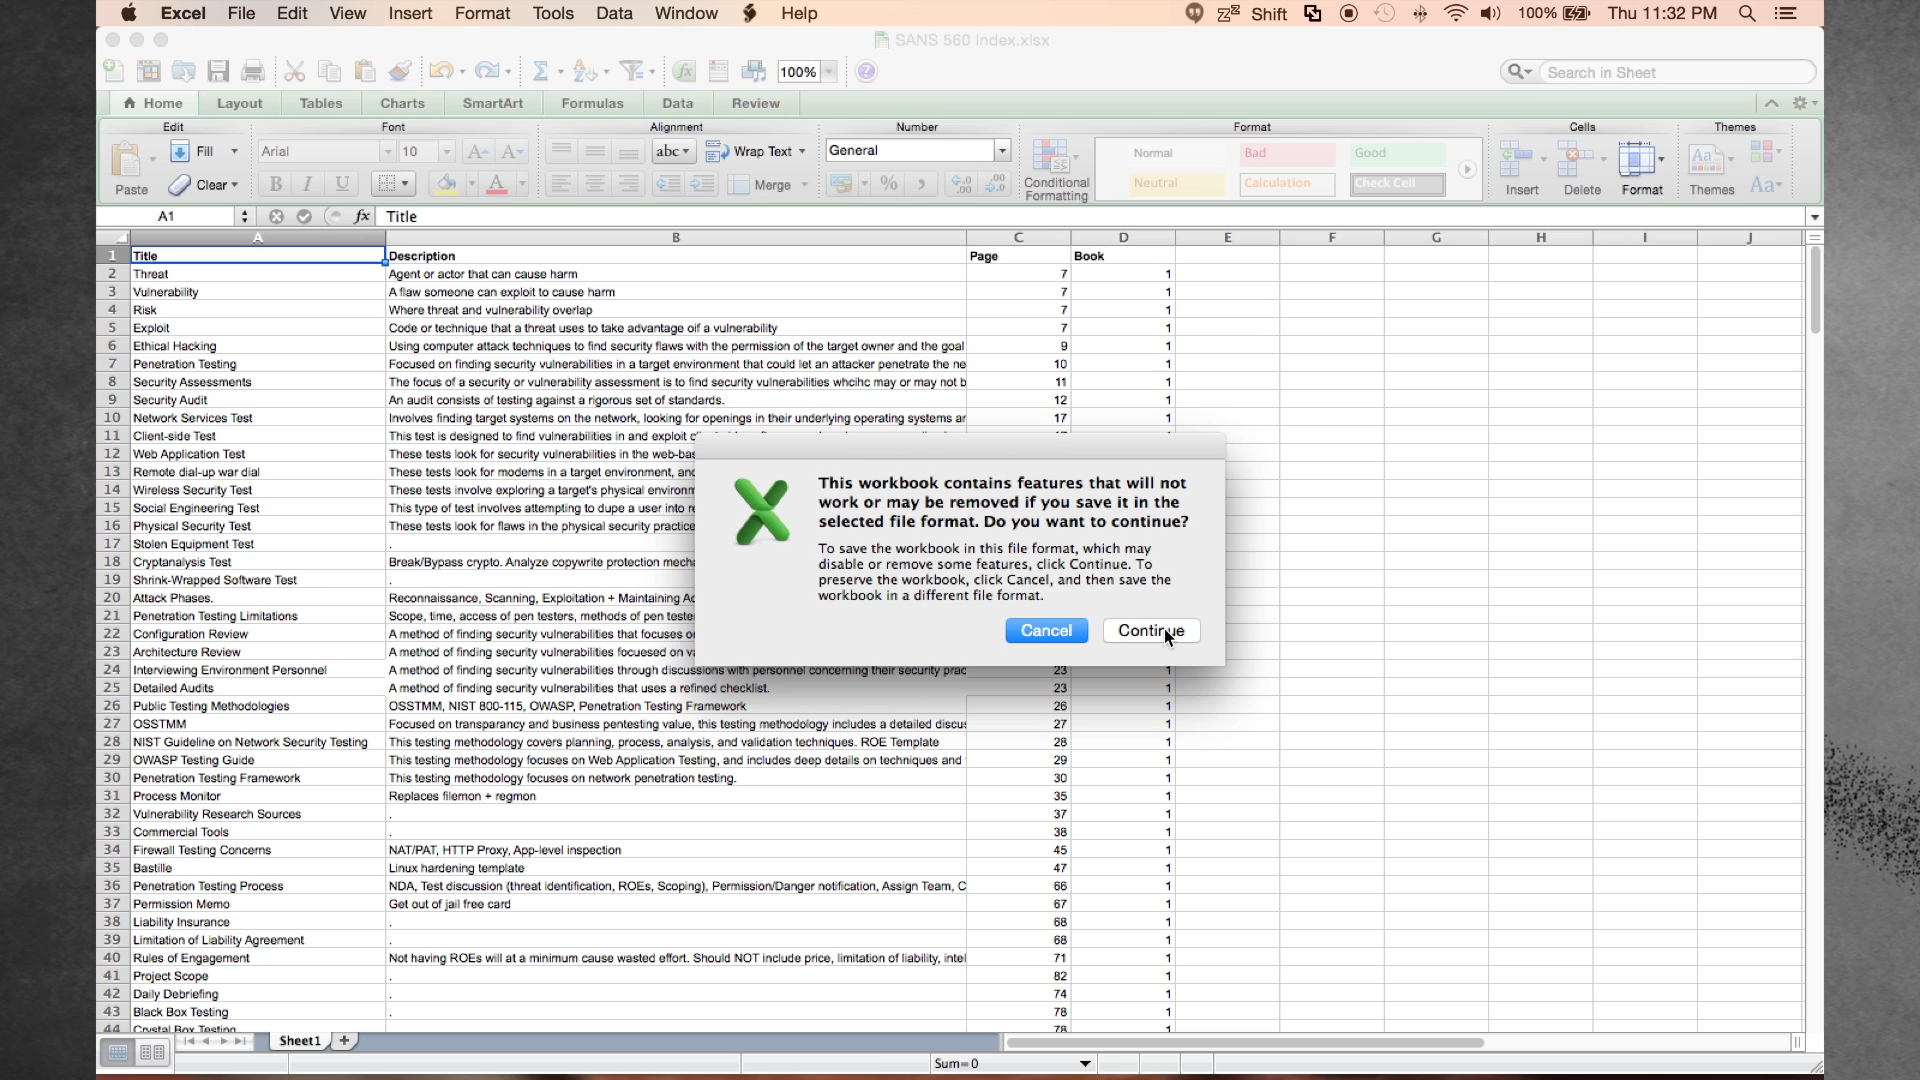 Excel File Edit View Insert Format Tools Data Window Help Shift 100% Thu 11:32 PM
SANS 560 Index.xlsx
100% Search in Sheet
Home Layout Tables Charts SmartArt Formulas Data Review
Edit Font Alignment Number Format Cells Themes
Fill Arial 10 abc Wrap Text General Normal Bad Good
Paste Clear B I U A Merge % Conditional Formatting Neutral Calculation Check Cell Insert Delete Format Themes Aa
A1 fx Title
A B C D E F G H I J
1 Title Description Page Book
2 Threat Agent or actor that can cause harm 7 1
3 Vulnerability A flaw someone can exploit to cause harm 7 1
4 Risk Where threat and vulnerability overlap 7 1
5 Exploit Code or technique that a threat uses to take advantage oif a vulnerability 7 1
6 Ethical Hacking Using computer attack techniques to find security flaws with the permission of the target owner and the goal 9 1
7 Penetration Testing Focused on finding security vulnerabilities in a target environment that could let an attacker penetrate the ne 10 1
8 Security Assessments The focus of a security or vulnerability assessment is to find security vulnerabilities whcihc may or may not b 11 1
9 Security Audit An audit consists of testing against a rigorous set of standards. 12 1
10 Network Services Test Involves finding target systems on the network, looking for openings in their underlying operating systems ar 17 1
11 Client-side Test This test is designed to find vulnerabilities in and exploit c
12 Web Application Test These tests look for security vulnerabilities in the web-bas
13 Remote dial-up war dial These tests look for modems in a target environment, and
14 Wireless Security Test These tests involve exploring a target's physical environm
15 Social Engineering Test This type of test involves attempting to dupe a user into re
16 Physical Security Test These tests look for flaws in the physical security practice
17 Stolen Equipment Test .
18 Cryptanalysis Test Break/Bypass crypto. Analyze copywrite protection mecha
19 Shrink-Wrapped Software Test .
20 Attack Phases. Reconnaissance, Scanning, Exploitation + Maintaining Ac
21 Penetration Testing Limitations Scope, time, access of pen testers, methods of pen teste
22 Configuration Review A method of finding security vulnerabilities that focuses on
23 Architecture Review A method of finding security vulnerabilities focuesed on va
24 Interviewing Environment Personnel A method of finding security vulnerabilities through discussions with personnel concerning their security prac 23 1
25 Detailed Audits A method of finding security vulnerabilities that uses a refined checklist. 23 1
26 Public Testing Methodologies OSSTMM, NIST 800-115, OWASP, Penetration Testing Framework 26 1
27 OSSTMM Focused on transparancy and business pentesting value, this testing methodology includes a detailed discus 27 1
28 NIST Guideline on Network Security Testing This testing methodology covers planning, process, analysis, and validation techniques. ROE Template 28 1
29 OWASP Testing Guide This testing methodology focuses on Web Application Testing, and includes deep details on techniques and 29 1
30 Penetration Testing Framework This testing methodology focuses on network penetration testing. 30 1
31 Process Monitor Replaces filemon + regmon 35 1
32 Vulnerability Research Sources . 37 1
33 Commercial Tools . 38 1
34 Firewall Testing Concerns NAT/PAT, HTTP Proxy, App-level inspection 45 1
35 Bastille Linux hardening template 47 1
36 Penetration Testing Process NDA, Test discussion (threat identification, ROEs, Scoping), Permission/Danger notification, Assign Team, C 66 1
37 Permission Memo Get out of jail free card 67 1
38 Liability Insurance . 68 1
39 Limitation of Liability Agreement . 68 1
40 Rules of Engagement Not having ROEs will at a minimum cause wasted effort. Should NOT include price, limitation of liability, intel 71 1
41 Project Scope . 82 1
42 Daily Debriefing . 74 1
43 Black Box Testing . 78 1
44 Crystal Box Testing 78 1
This workbook contains features that will not
work or may be removed if you save it in the
selected file format. Do you want to continue?
To save the workbook in this file format, which may
disable or remove some features, click Continue. To
preserve the workbook, click Cancel, and then save the
workbook in a different file format.
Cancel Continue
Sheet1
Sum=0